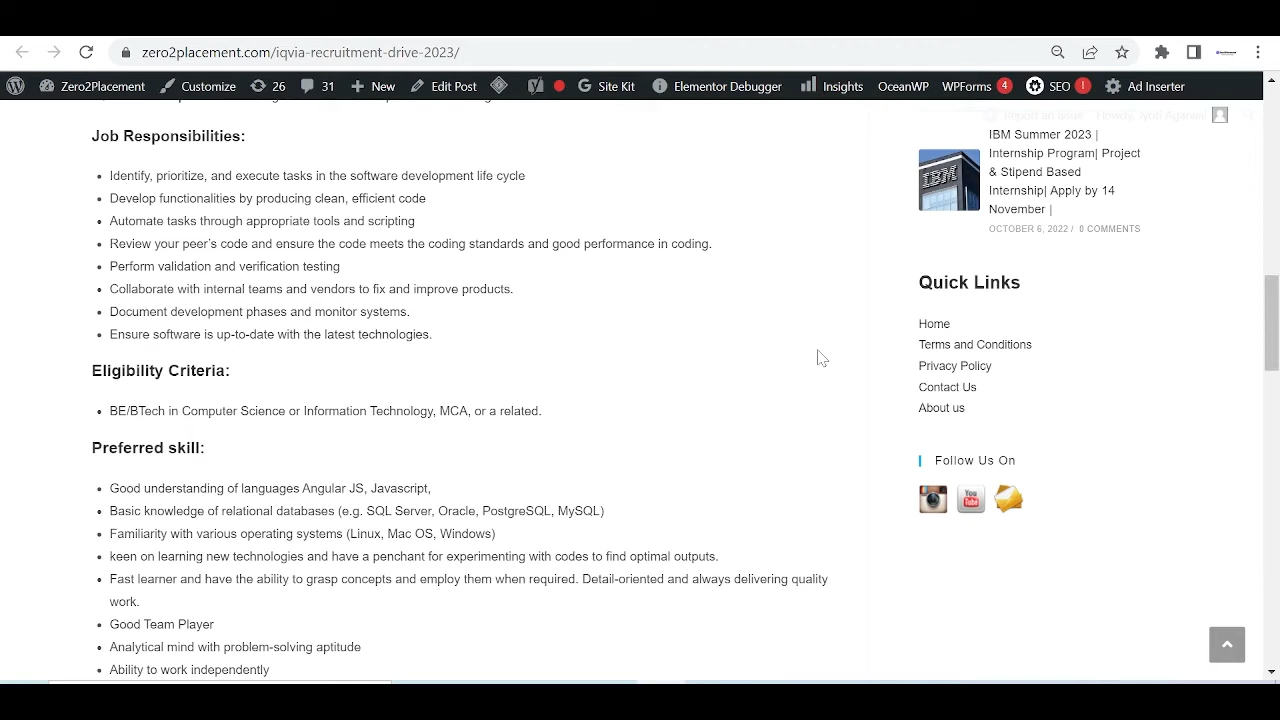 zero2placement.com/iqvia-recruitment-drive-2023/
Zero2Placement Customize 26 31 New Edit Post Site Kit Elementor Debugger Insights OceanWP WPForms 4 SEO ! Ad Inserter
Report an issue Howdy, Jyoti Agarwal
Job Responsibilities:
Identify, prioritize, and execute tasks in the software development life cycle
Develop functionalities by producing clean, efficient code
Automate tasks through appropriate tools and scripting
Review your peer’s code and ensure the code meets the coding standards and good performance in coding.
Perform validation and verification testing
Collaborate with internal teams and vendors to fix and improve products.
Document development phases and monitor systems.
Ensure software is up-to-date with the latest technologies.
Eligibility Criteria:
BE/BTech in Computer Science or Information Technology, MCA, or a related.
Preferred skill:
Good understanding of languages Angular JS, Javascript,
Basic knowledge of relation databases (e.g. SQL Server, Oracle, PostgreSQL, MySQL)
Familiarity with various operating systems (Linux, Mac OS, Windows)
keen on learning new technologies and have a penchant for experimenting with codes to find optimal outputs.
Fast learner and have the ability to grasp concepts and employ them when required. Detail-oriented and always delivering quality
work.
Good Team Player
Analytical mind with problem-solving aptitude
Ability to work independently
IBM
IBM Summer 2023 |
Internship Program| Project
& Stipend Based
Internship| Apply by 14
November |
OCTOBER 6, 2022 / 0 COMMENTS
Quick Links
Home
Terms and Conditions
Privacy Policy
Contact Us
About us
Follow Us On
You
Tube